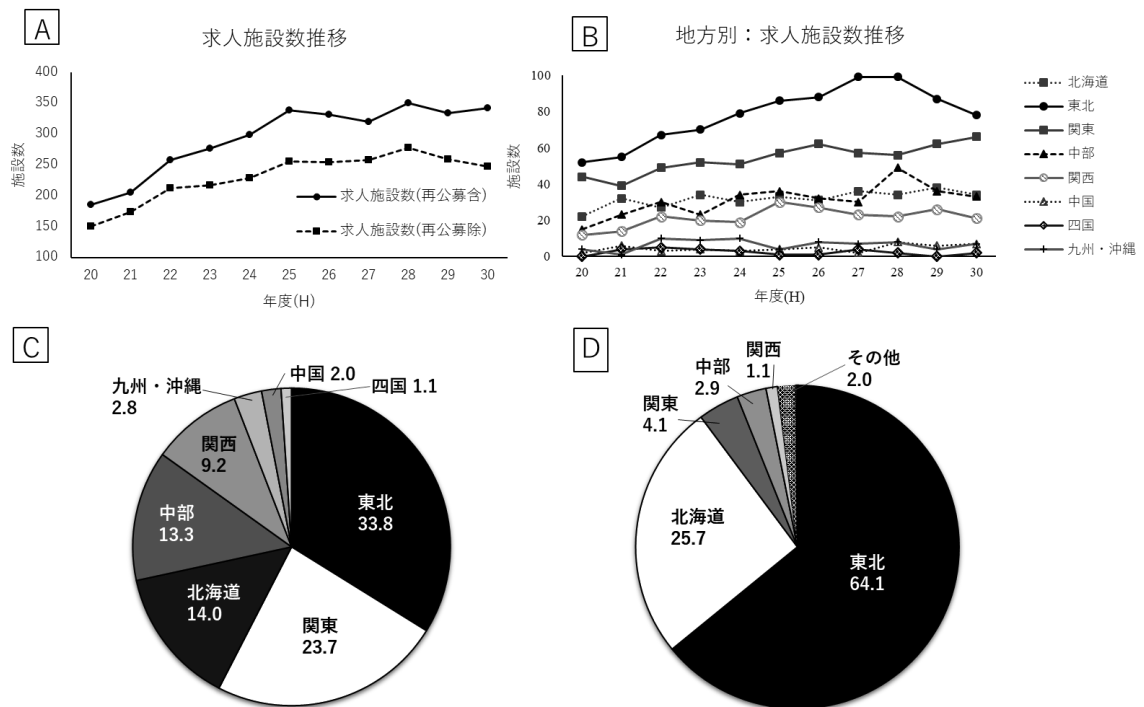 A
求人施設数推移
400
350
300
250
200
150
100
施設数
求人施設数(再公募含)
求人施設数(再公募除)
20 21 22 23 24 25 26 27 28 29 30
年度(H)
B
地方別：求人施設数推移
100
80
60
40
20
0
施設数
20 21 22 23 24 25 26 27 28 29 30
年度(H)
北海道
東北
関東
中部
関西
中国
四国
九州・沖縄
C
九州・沖縄
2.8
中国 2.0
四国 1.1
関西
9.2
東北
33.8
中部
13.3
北海道
14.0
関東
23.7
D
関西
1.1
その他
2.0
中部
2.9
関東
4.1
北海道
25.7
東北
64.1